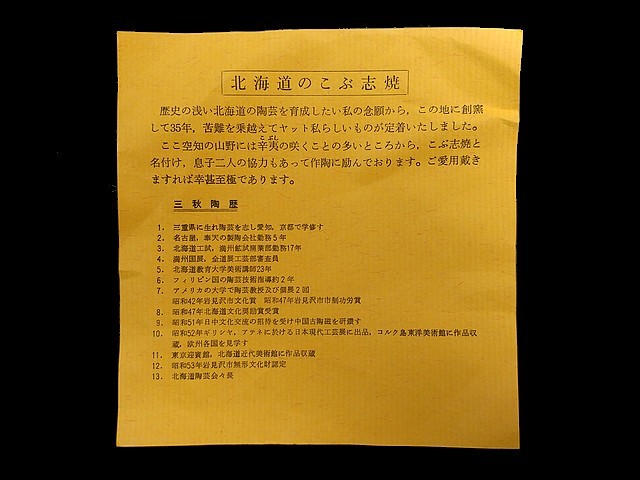 北海道のこぶ志焼
歴史の浅い北海道の陶芸を育成したい私の念願から，この地に創窯
して35年，苦難を乗越えてヤット私らしいものが定着いたしました。
ここ空知の山野には辛夷の咲くことの多いところから，こぶ志焼と
こぶし
名付け，息子二人の協力もあって作陶に励んでおります。ご愛用戴き
ますれば幸甚至極であります。
三秋陶歴
1． 三重県に生れ陶芸を志し愛知，京都で学修す
2． 名古屋，奉天の製陶会社勤務5年
3． 北海道工試，満州鉱試窯業部勤務17年
4． 満州国展，全道展工芸部審査員
5． 北海道教育大学美術講師23年
6． フィリピン国の陶芸技術指導約2年
7． アメリカの大学で陶芸教授及び個展2回
昭和42年岩見沢市文化賞 昭和47年岩見沢市市制功労賞
8． 昭和47年北海道文化奨励賞受賞
9． 昭和51年日中文化交流の招待を受け中国古陶磁を研鑽す
10． 昭和52年ギリシヤ，アテネに於ける日本現代工芸展に出品，コルク島東洋美術館に作品収
蔵，欧州各国を見学す
11． 東京迎賓館，北海道近代美術館に作品収蔵
12． 昭和53年岩見沢市無形文化財認定
13． 北海道陶芸会々長